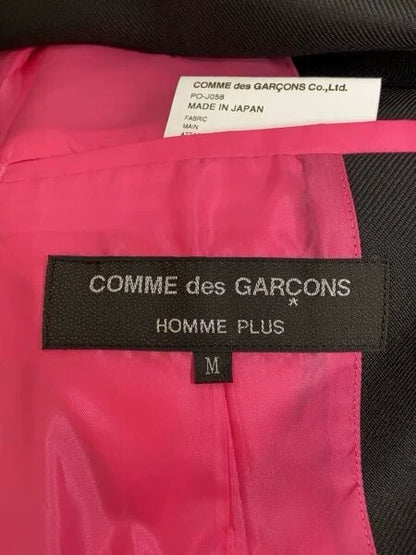 COMME des GARÇONS Co.,Ltd.
PO-J058
MADE IN JAPAN
FABRIC
MAIN
COMME des GARÇONS
HOMME PLUS
M